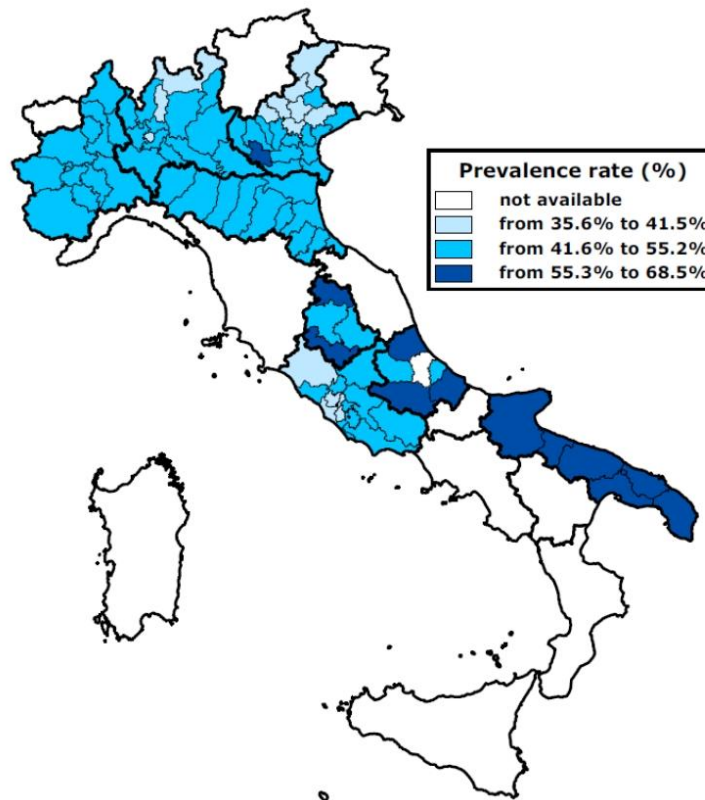 Prevalence rate (%)
not available
from 35.6% to 41.5%
from 41.6% to 55.2%
from 55.3% to 68.5%